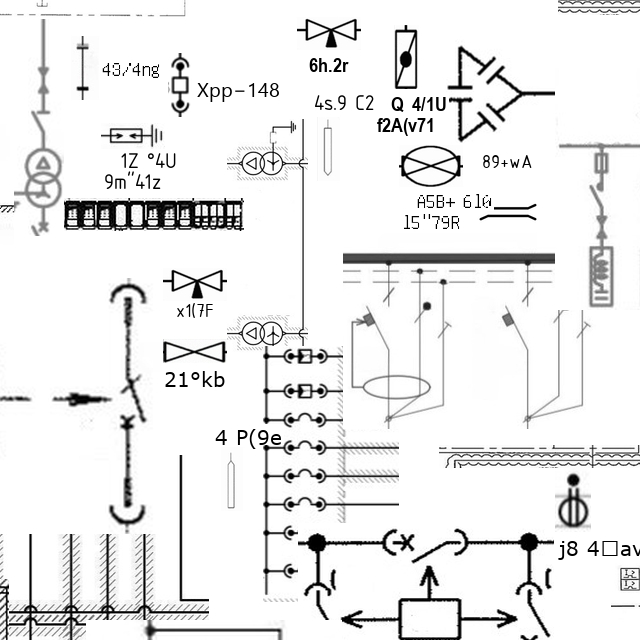 6h.2r
43/4ng
Xpp-148
4s.9 C2
Q 4/1U
f2A(v71
1Z °4U
9m"41z
89+wA
A5B+ 610
15"79R
x1(7F
21°kb
4 P(9e
j8 4□av